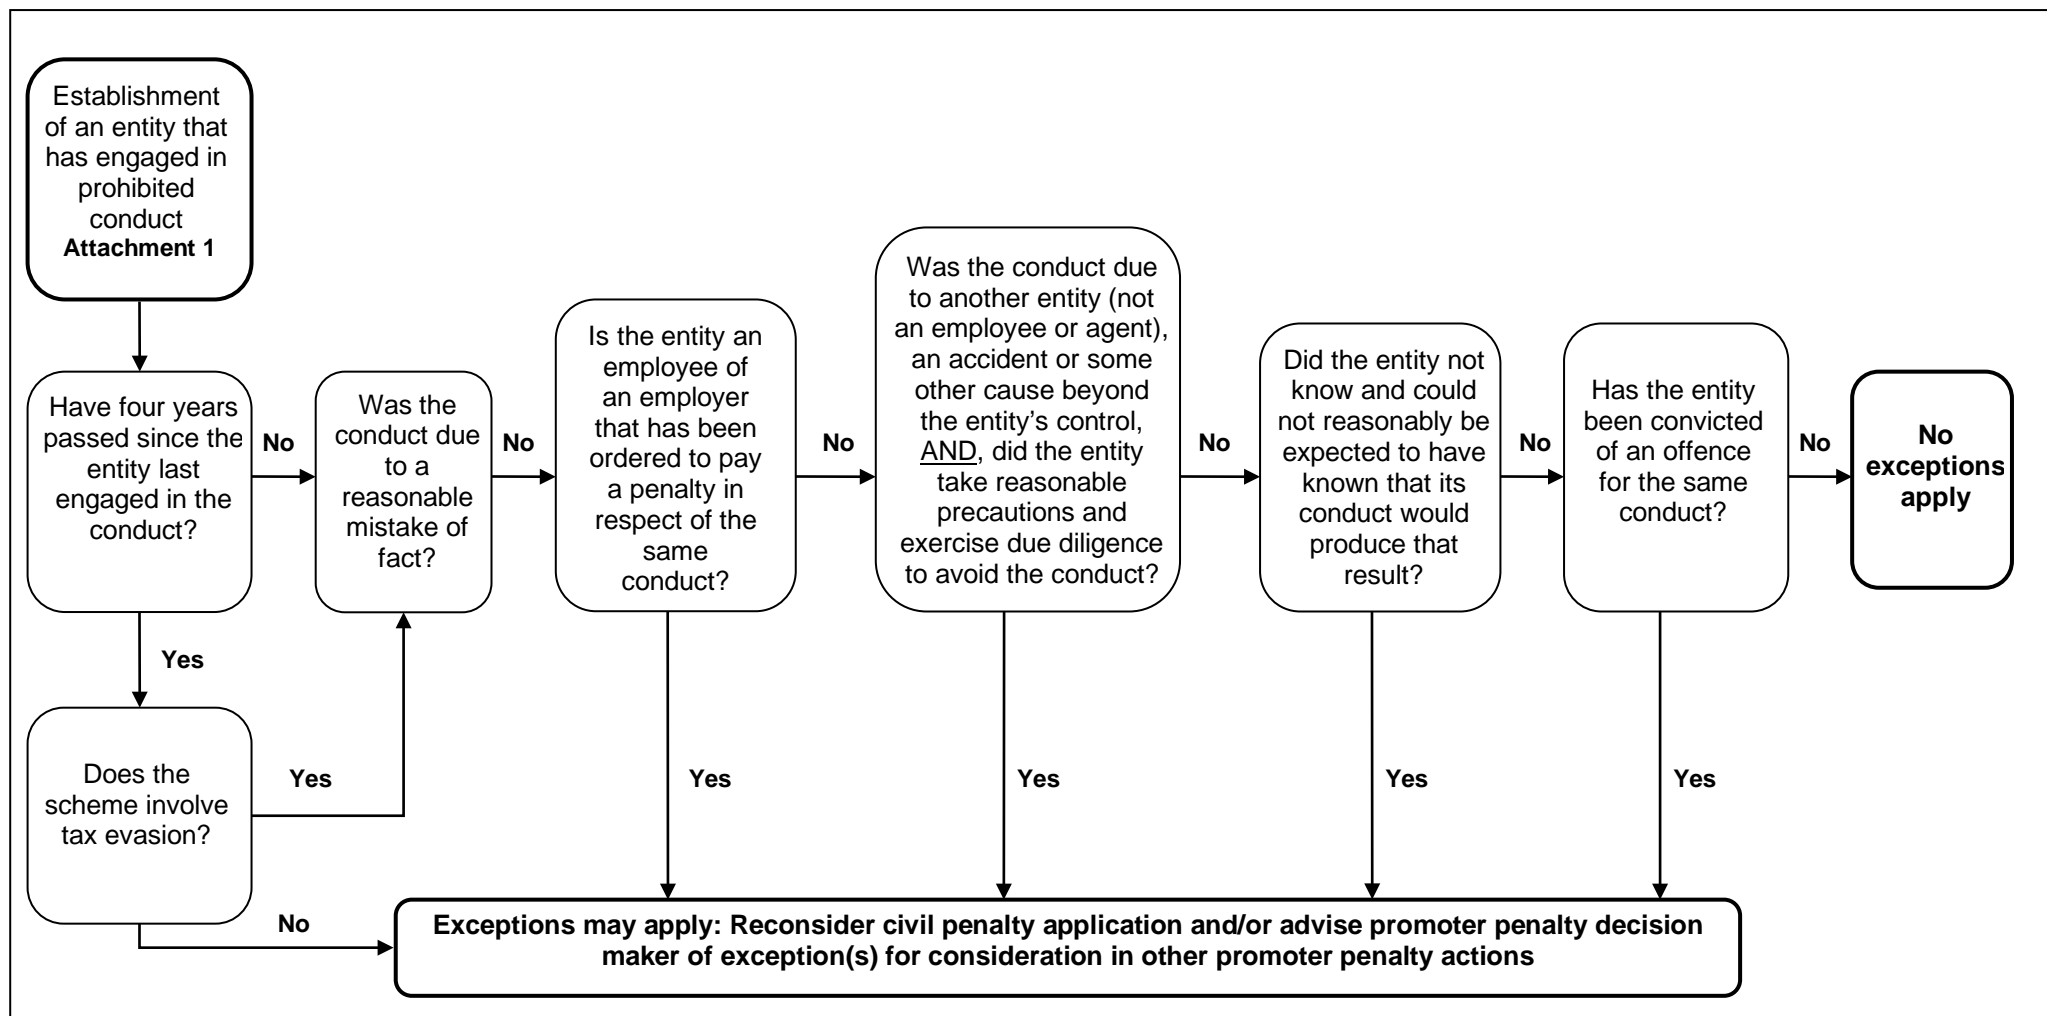 Establishment
of an entity that
has engaged in
prohibited
conduct
Attachment 1
Have four years
passed since the
entity last
engaged in the
conduct?
No
Was the
conduct due
to a
reasonable
mistake of
fact?
No
Is the entity an
employee of
an employer
that has been
ordered to pay
a penalty in
respect of the
same
conduct?
No
Was the conduct due
to another entity (not
an employee or agent),
an accident or some
other cause beyond
the entity’s control,
AND, did the entity
take reasonable
precautions and
exercise due diligence
to avoid the conduct?
No
Did the entity not
know and could
not reasonably be
expected to have
known that its
conduct would
produce that
result?
No
Has the entity
been convicted
of an offence
for the same
conduct?
No
No
exceptions
apply
Yes
Does the
scheme involve
tax evasion?
Yes
Yes
Yes
Yes
Yes
No
Exceptions may apply: Reconsider civil penalty application and/or advise promoter penalty decision
maker of exception(s) for consideration in other promoter penalty actions